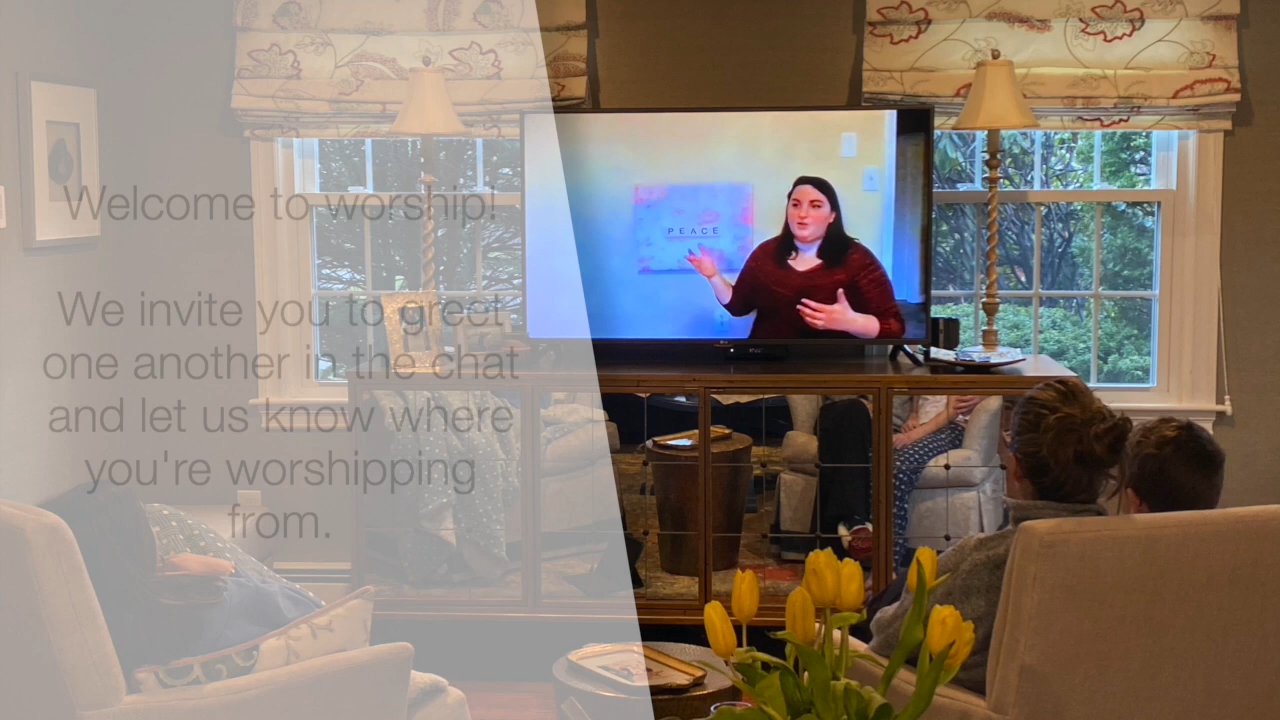 Welcome to worship!
We invite you to greet
one another in the chat
and let us know where
you're worshipping
from.
PEACE
LG